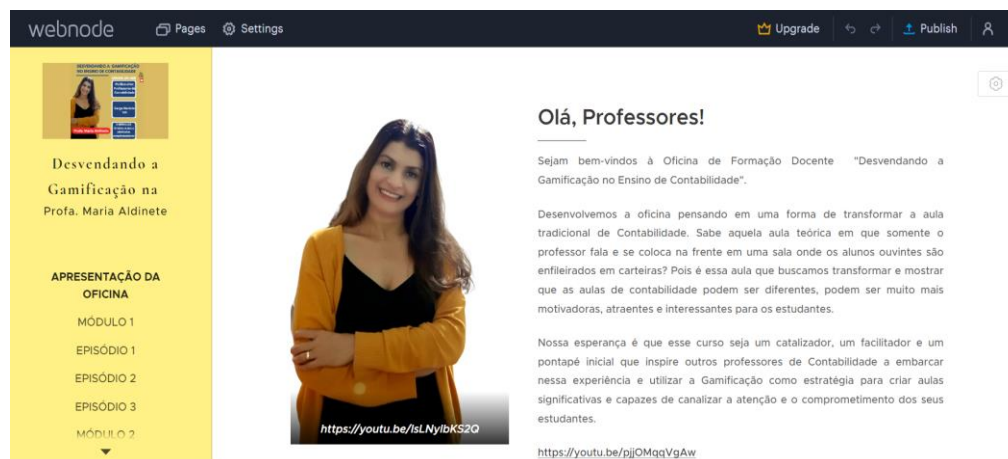 webnode
Pages
Settings
Upgrade
Publish
DESVENDANDO A GAMIFICAÇÃO
NO ENSINO DE CONTABILIDADE
Desvendando a
Gamificação na
Profa. Maria Aldinete
APRESENTAÇÃO DA
OFICINA
MÓDULO 1
EPISÓDIO 1
EPISÓDIO 2
EPISÓDIO 3
MÓDULO 2
https://youtu.be/lsLNylbKS2Q
Olá, Professores!
Sejam bem-vindos à Oficina de Formação Docente "Desvendando a
Gamificação no Ensino de Contabilidade".
Desenvolvemos a oficina pensando em uma forma de transformar a aula
tradicional de Contabilidade. Sabe aquela aula teórica em que somente o
professor fala e se coloca na frente em uma sala onde os alunos ouvintes são
enfileirados em carteiras? Pois é essa aula que buscamos transformar e mostrar
que as aulas de contabilidade podem ser diferentes, podem ser muito mais
motivadoras, atraentes e interessantes para os estudantes.
Nossa esperança é que esse curso seja um catalizador, um facilitador e um
pontapé inicial que inspire outros professores de Contabilidade a embarcar
nessa experiência e utilizar a Gamificação como estratégia para criar aulas
significativas e capazes de canalizar a atenção e o comprometimento dos seus
estudantes.
https://youtu.be/pjjOMqqVgAw